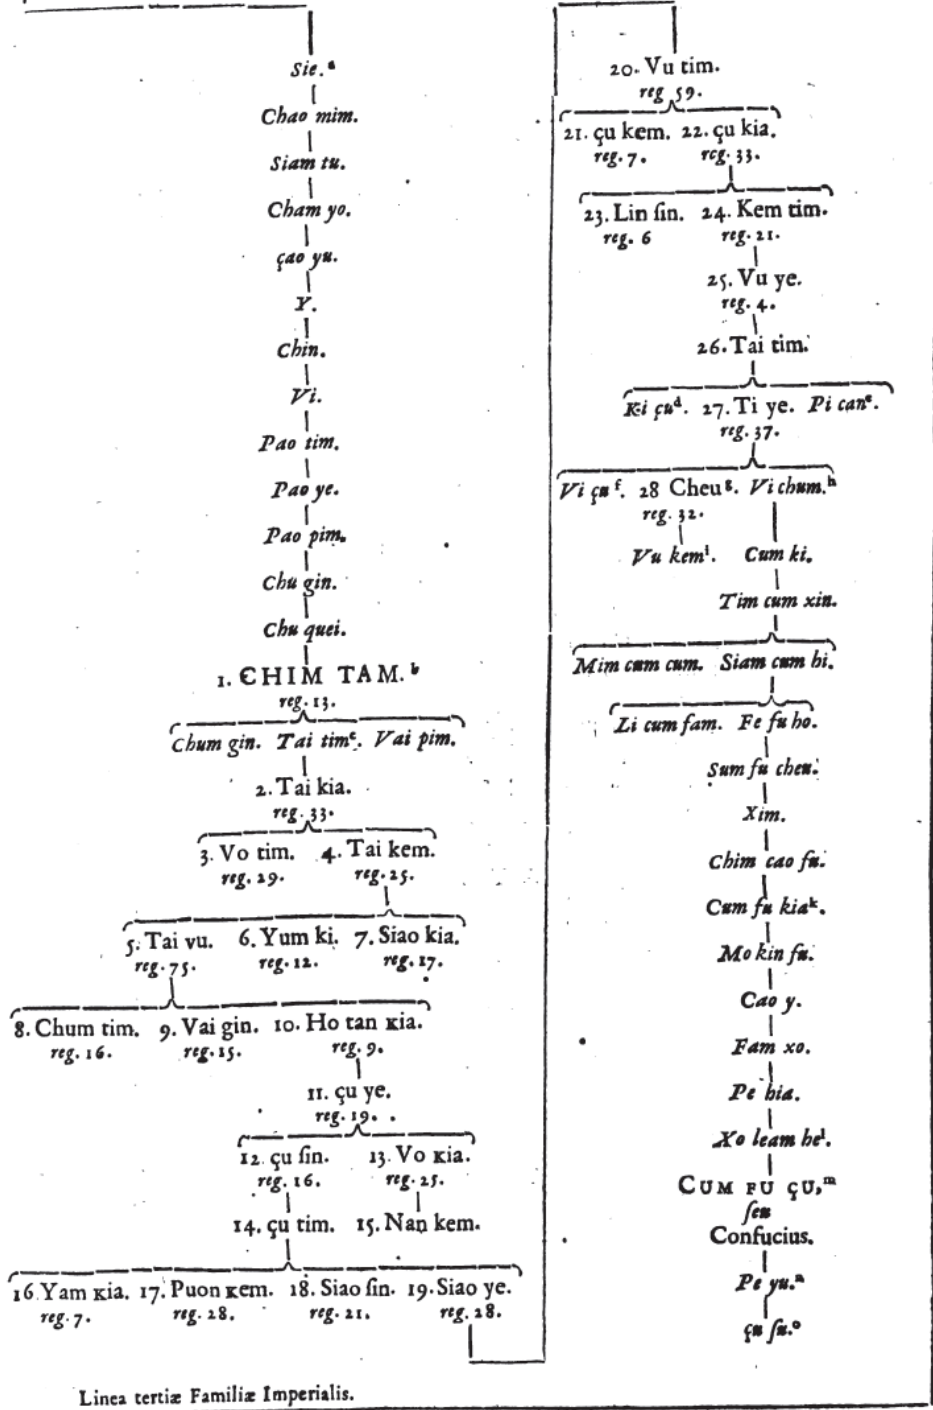 Sie.ᵃ
Chao mim.
Siam tu.
Cham yo.
çao yu.
Y.
Chin.
Vi.
Pao tim.
Pao ye.
Pao pim.
Chu gin.
Chu quei.
1. CHIM TAM.ᵇ
reg. 13.
Chum gin. Tai timᶜ. Vai pim.
2. Tai kia.
reg. 33.
3. Vo tim. 4. Tai kem.
reg. 29. reg. 25.
5. Tai vu. 6. Yum ki. 7. Siao kia.
reg. 75. reg. 12. reg. 17.
8. Chum tim. 9. Vai gin. 10. Ho tan kia.
reg. 16. reg. 15. reg. 9.
11. çu ye.
reg. 19.
12. çu ſin. 13. Vo kia.
reg. 16. reg. 25.
14. çu tim. 15. Nan kem.
16. Yam kia. 17. Puon kem. 18. Siao ſin. 19. Siao ye.
reg. 7. reg. 28. reg. 21. reg. 28.
20. Vu tim.
reg 59.
21. çu kem. 22. çu kia.
reg. 7. reg. 33.
23. Lin ſin. 24. Kem tim.
reg. 6 reg. 21.
25. Vu ye.
reg. 4.
26. Tai tim.
Ki çuᵈ. 27. Ti ye. Pi canᵉ.
reg. 37.
Vi çuᶠ. 28 Cheuᵍ. Vi chum.ʰ
reg. 32.
Vu kemⁱ. Cum ki.
Tim cum xin.
Mim cum cum. Siam cum hi.
Li cum fam. Fe fu ho.
Sum fu cheu.
Xim.
Chim cao fu.
Cum fu kiaᵏ.
Mo kin fu.
Cao y.
Fam xo.
Pe hia.
Xo leam heˡ.
CUM FU ÇU,ᵐ
ſeu
Confucius.
Pe yu.ⁿ
çu ſu.ᵒ
Linea tertiæ Familiæ Imperialis.